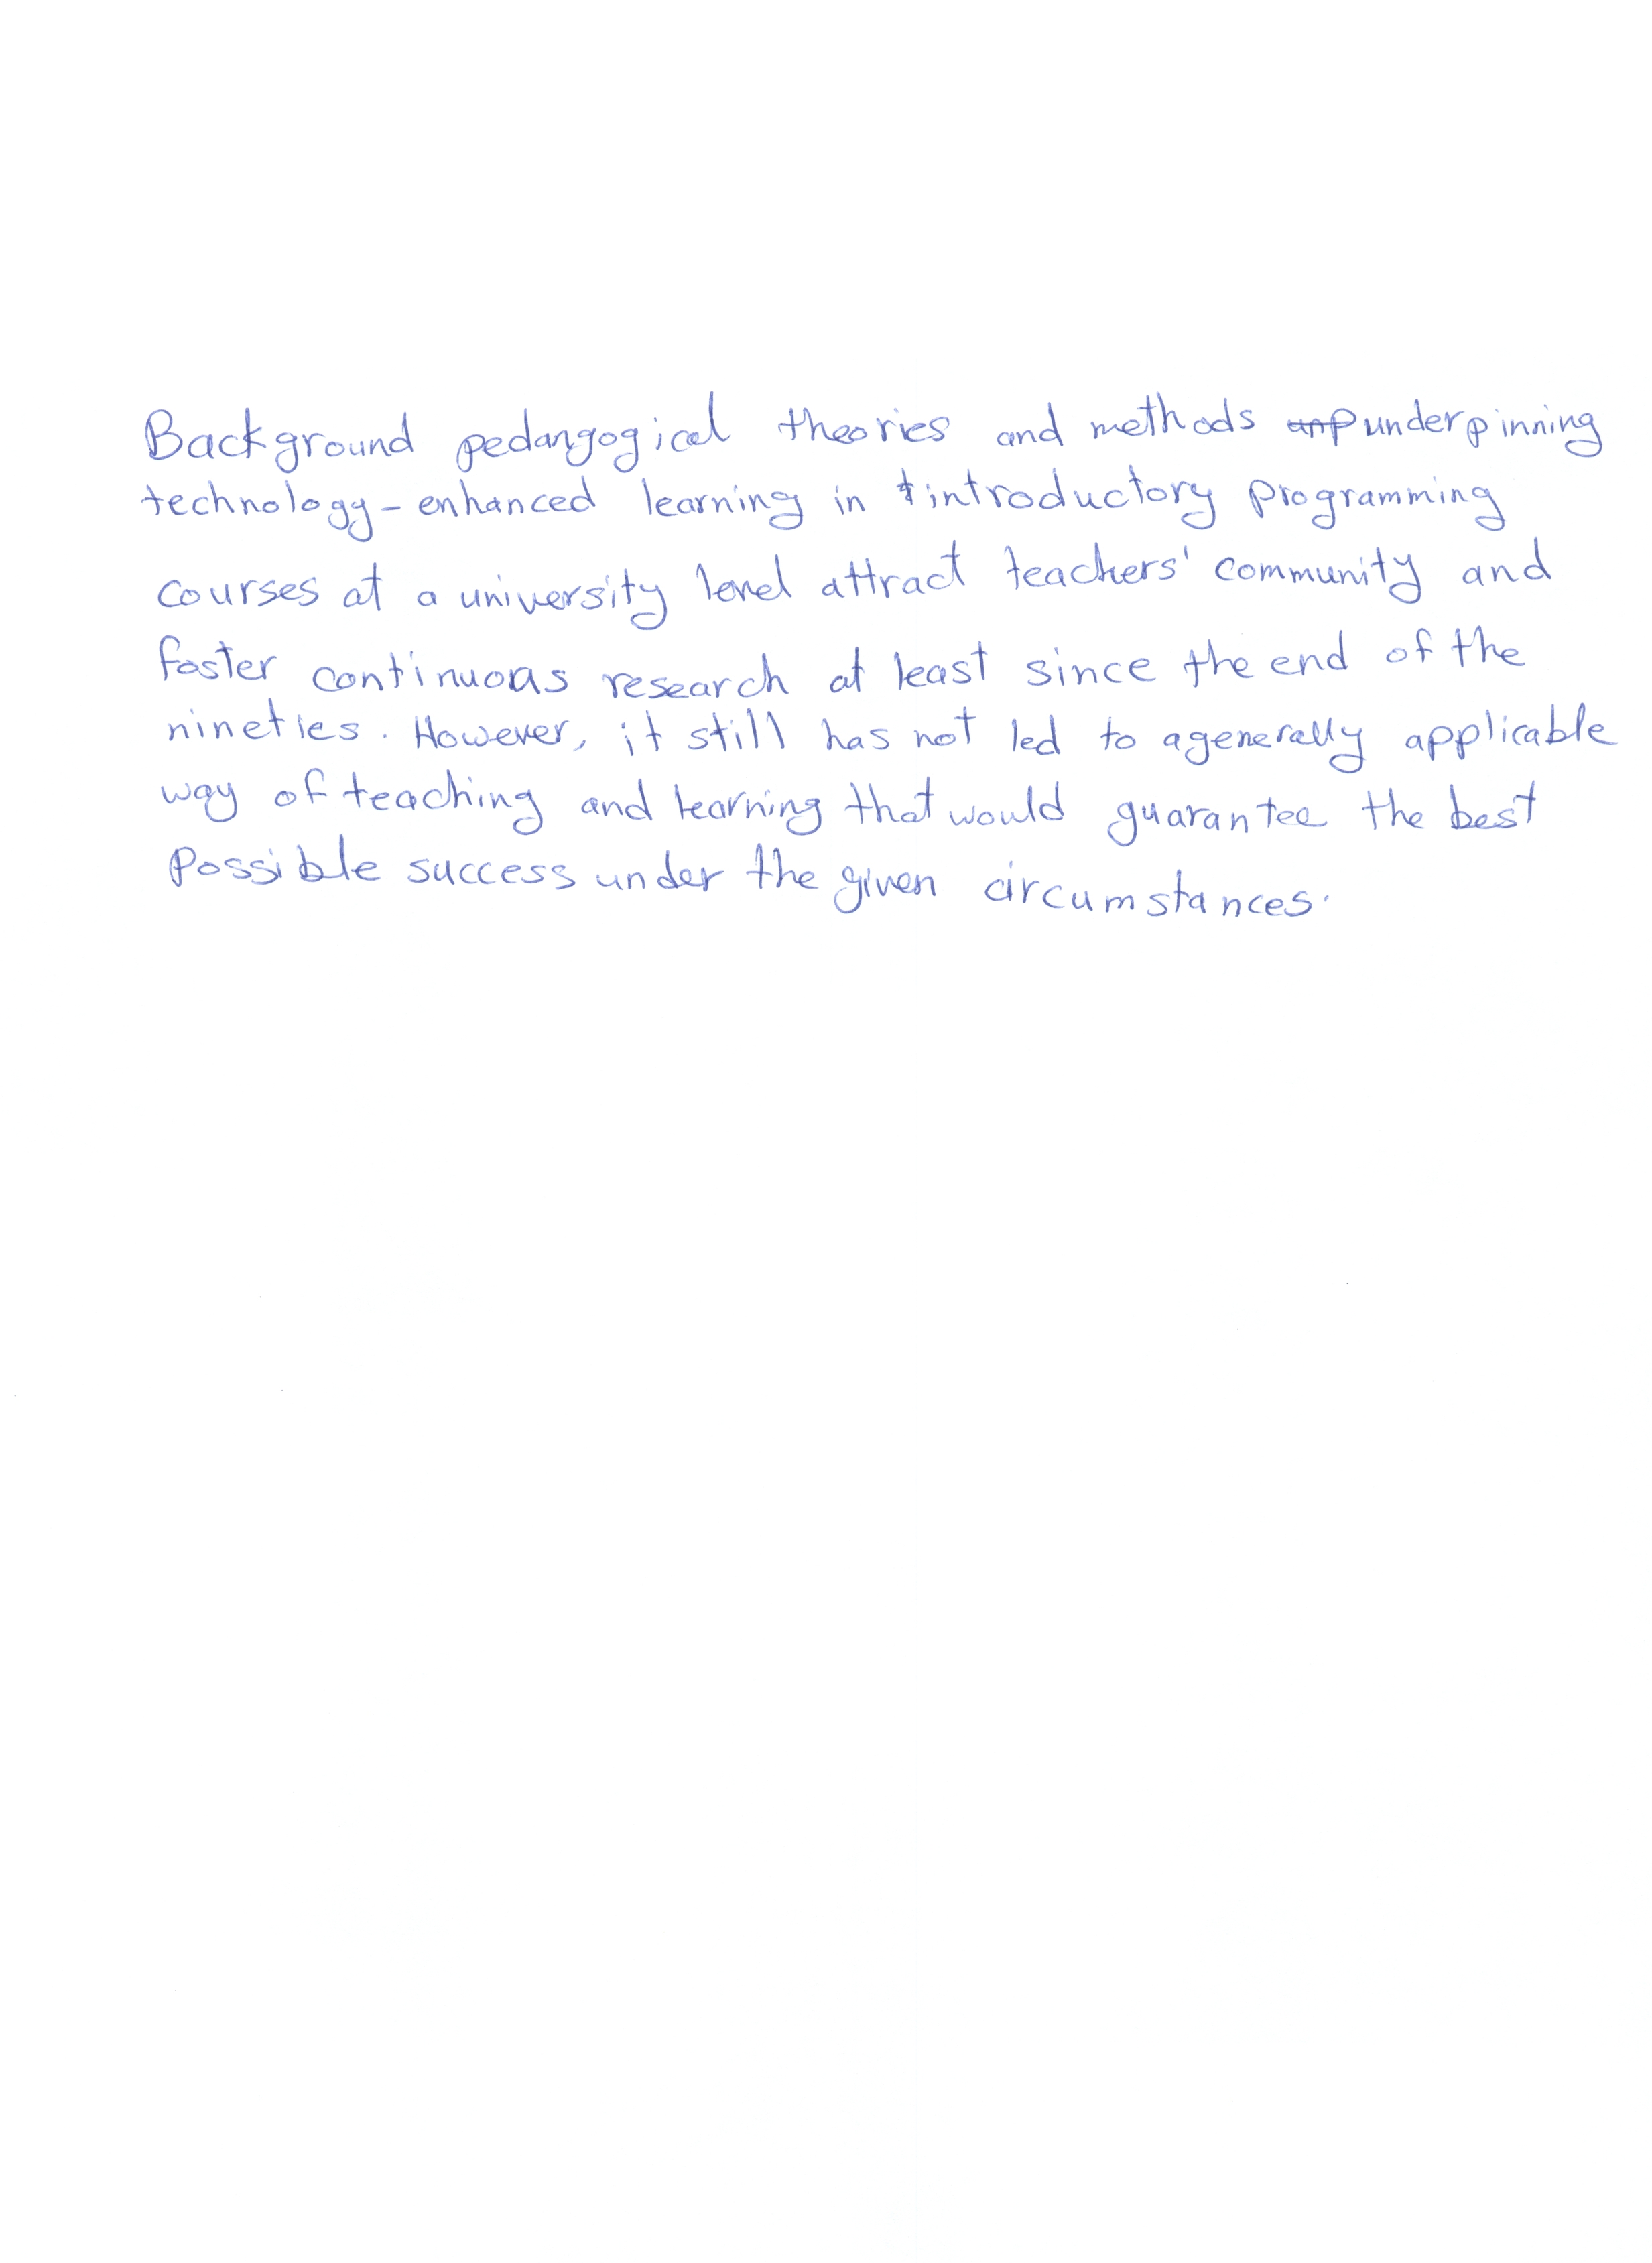 Background pedangogical theories and methods underpinning
technology-enhanced learning in introductory programming
courses at a university level attract teachers' community and
foster continuous research at least since the end of the
nineties. However, it still has not led to a generally applicable
way of teaching and learning that would guarantee the best
possible success under the given circumstances.